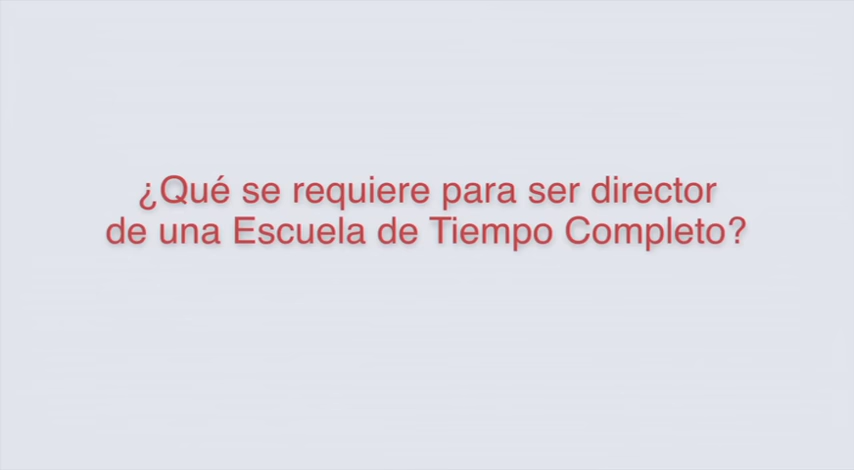 ¿Qué se requiere para ser director
de una Escuela de Tiempo Completo?